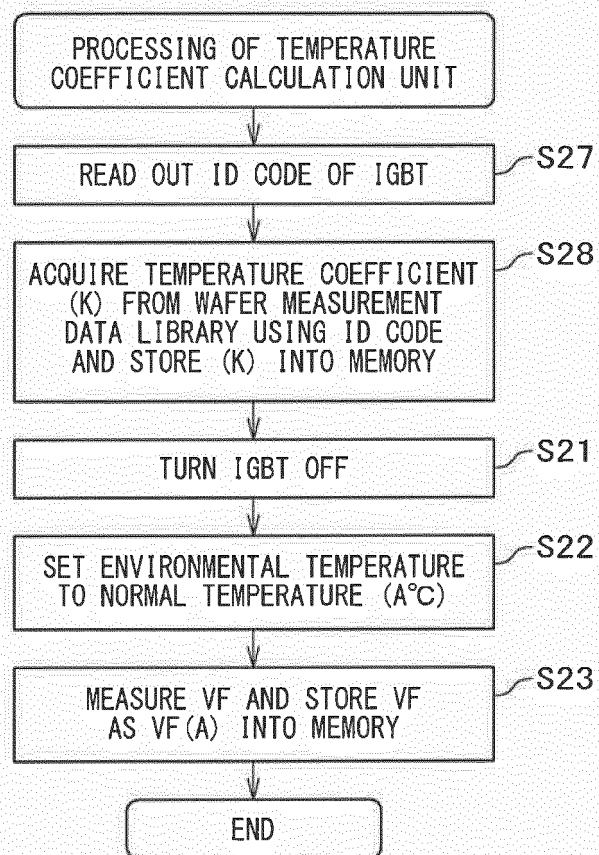 PROCESSING OF TEMPERATURE
COEFFICIENT CALCULATION UNIT
READ OUT ID CODE OF IGBT
S27
ACQUIRE TEMPERATURE COEFFICIENT
(K) FROM WAFER MEASUREMENT
DATA LIBRARY USING ID CODE
AND STORE (K) INTO MEMORY
S28
TURN IGBT OFF
S21
SET ENVIRONMENTAL TEMPERATURE
TO NORMAL TEMPERATURE (A℃)
S22
MEASURE VF AND STORE VF
AS VF(A) INTO MEMORY
S23
END